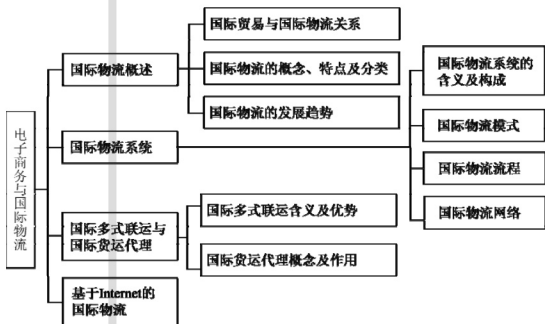 电子商务与国际物流
国际物流概述
国际贸易与国际物流关系
国际物流的概念、特点及分类
国际物流的发展趋势
国际物流系统
国际物流系统的
含义及构成
国际物流模式
国际物流流程
国际物流网络
国际多式联运与
国际货运代理
国际多式联运含义及优势
国际货运代理概念及作用
基于Internet的
国际物流